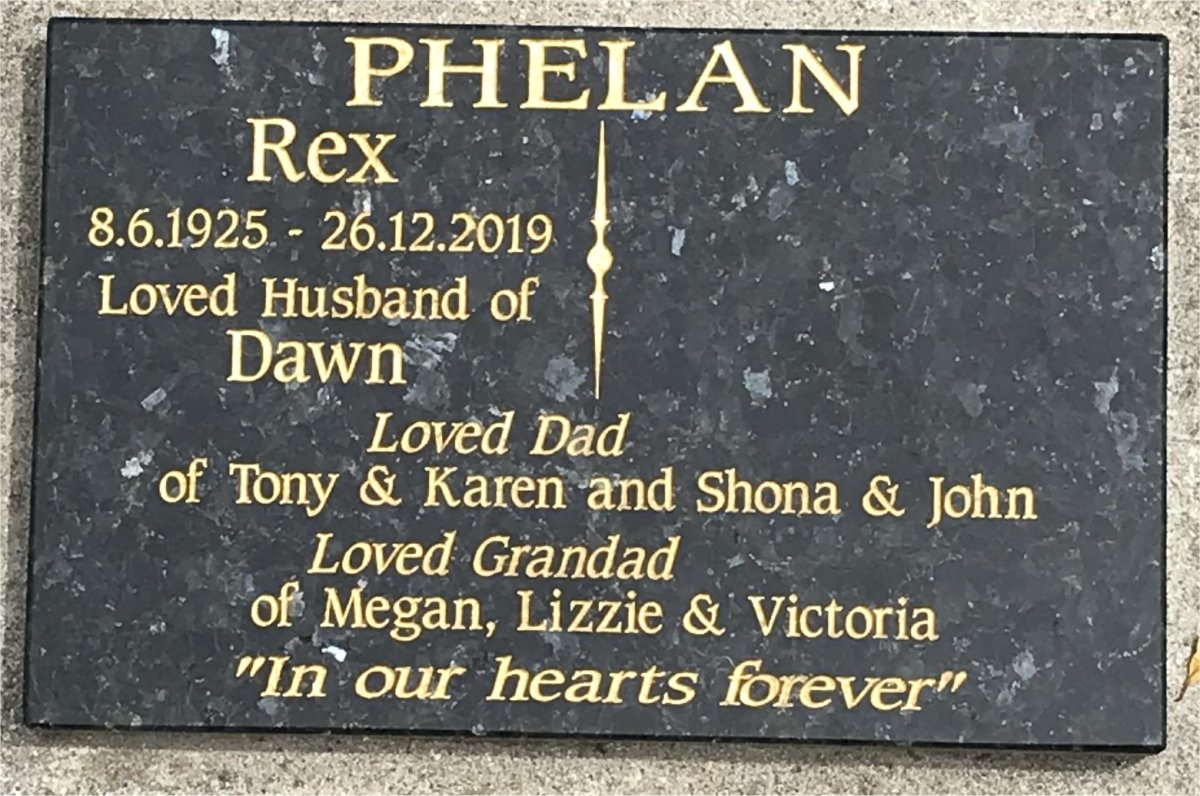 PHELAN
Rex
8.6.1925 - 26.12.2019
Loved Husband of
Dawn
Loved Dad
of Tony & Karen and Shona & John
Loved Grandad
of Megan, Lizzie & Victoria
"In our hearts forever"